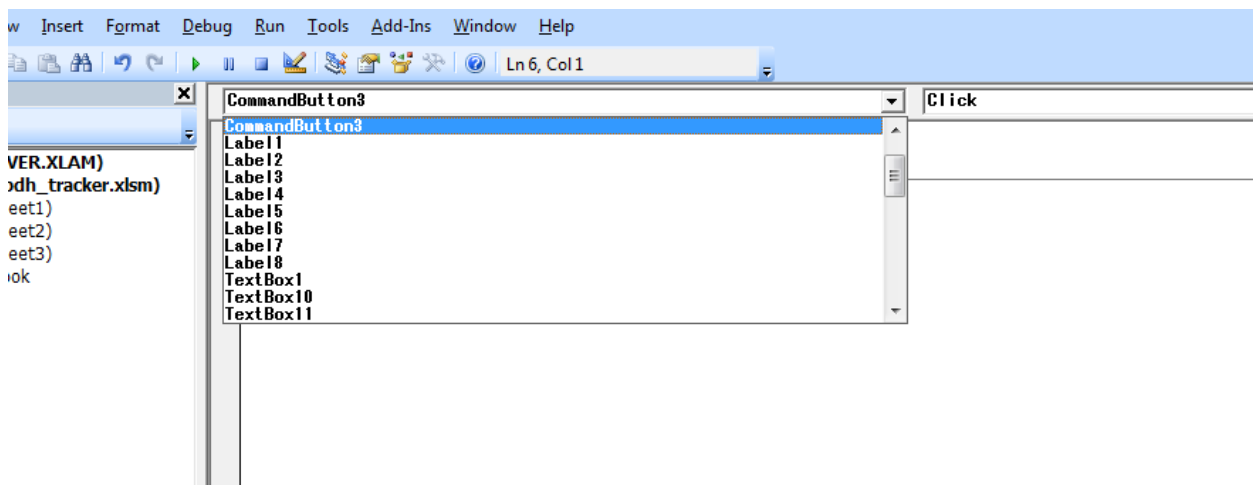 w Insert Format Debug Run Tools Add-Ins Window Help
Ln 6, Col 1
CommandButton3 Click
CommandButton3
Label1
Label2
Label3
Label4
Label5
Label6
Label7
Label8
TextBox1
TextBox10
TextBox11
VER.XLAM)
odh_tracker.xlsm)
eet1)
eet2)
eet3)
ook